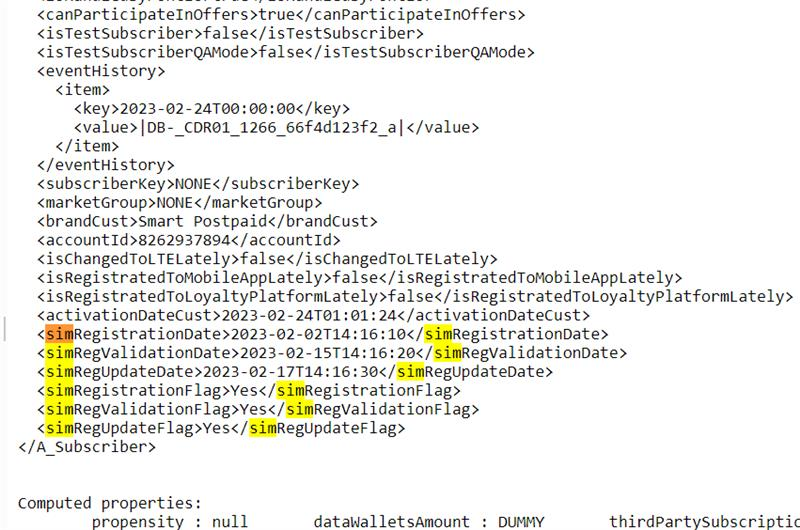 <canParticipateInOffers>true</canParticipateInOffers>
<isTestSubscriber>false</isTestSubscriber>
<isTestSubscriberQAMode>false</isTestSubscriberQAMode>
<eventHistory>
<item>
<key>2023-02-24T00:00:00</key>
<value>|DB-_CDR01_1266_66f4d123f2_a|</value>
</item>
</eventHistory>
<subscriberKey>NONE</subscriberKey>
<marketGroup>NONE</marketGroup>
<brandCust>Smart Postpaid</brandCust>
<accountId>8262937894</accountId>
<isChangedToLTELately>false</isChangedToLTELately>
<isRegistratedToMobileAppLately>false</isRegistratedToMobileAppLately>
<isRegistratedToLoyaltyPlatformLately>false</isRegistratedToLoyaltyPlatformLately>
<activationDateCust>2023-02-24T01:01:24</activationDateCust>
<simRegistrationDate>2023-02-02T14:16:10</simRegistrationDate>
<simRegValidationDate>2023-02-15T14:16:20</simRegValidationDate>
<simRegUpdateDate>2023-02-17T14:16:30</simRegUpdateDate>
<simRegistrationFlag>Yes</simRegistrationFlag>
<simRegValidationFlag>Yes</simRegValidationFlag>
<simRegUpdateFlag>Yes</simRegUpdateFlag>
</A_Subscriber>
Computed properties:
propensity : null dataWalletsAmount : DUMMY thirdPartySubscriptic